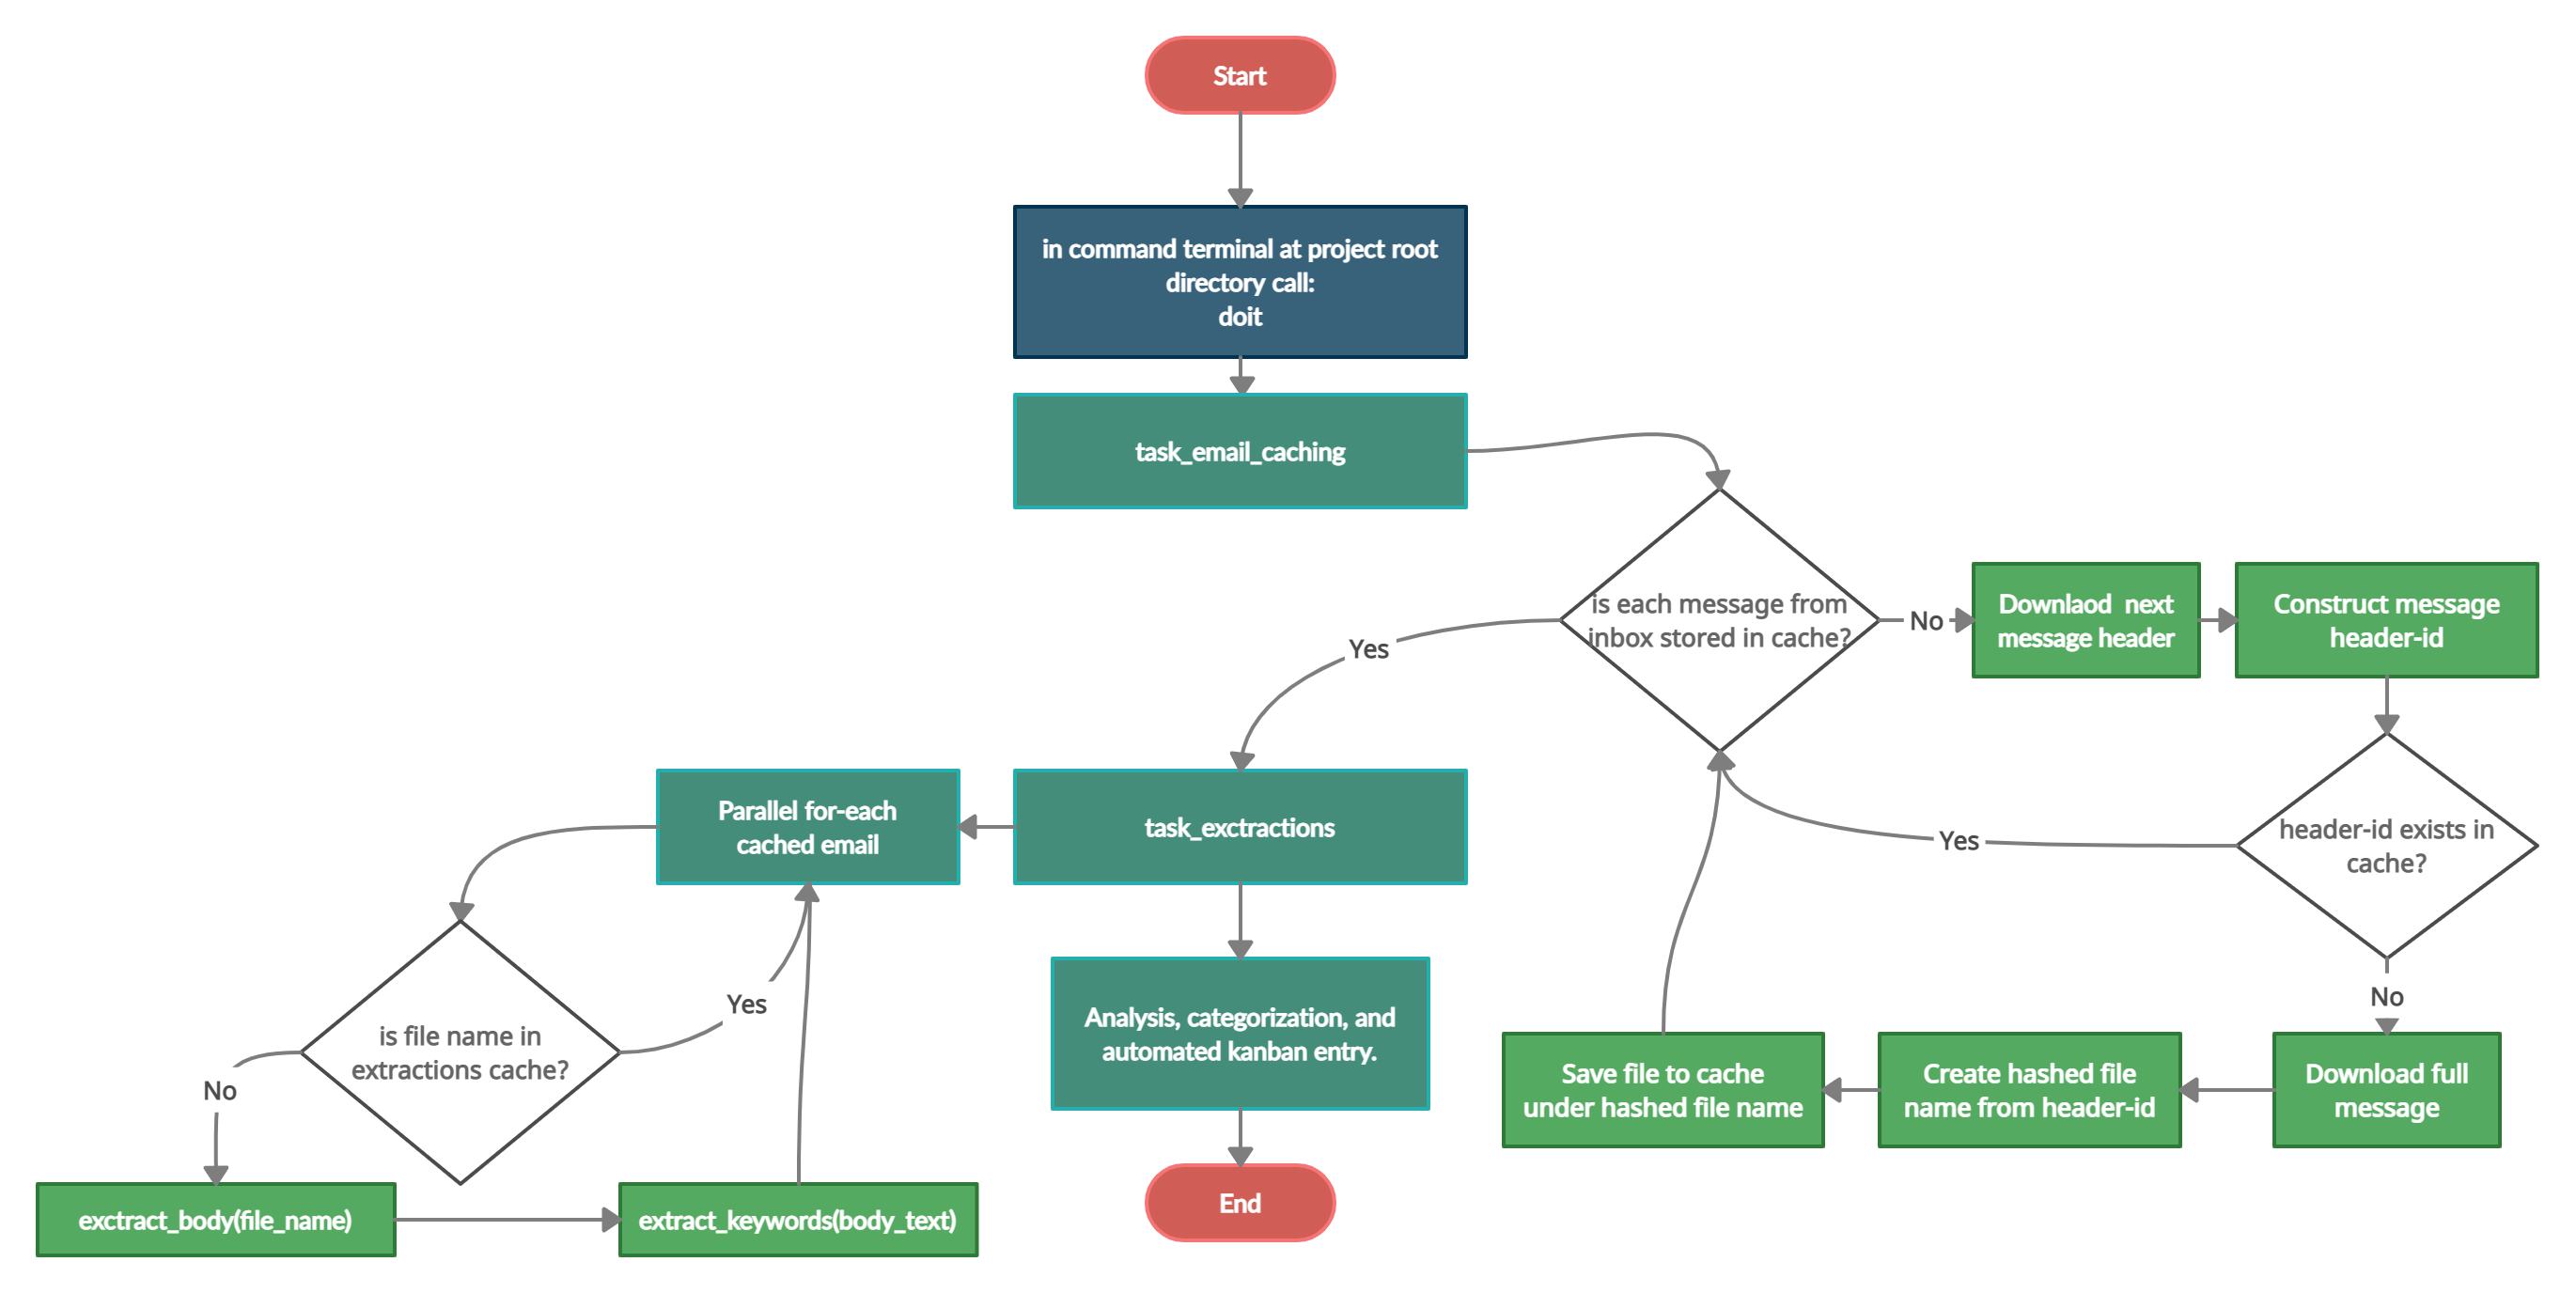 Start
in command terminal at project root
directory call:
doit
task_email_caching
is each message from
inbox stored in cache?
No
Downlaod  next
message header
Construct message
header-id
header-id exists in
cache?
Yes
No
Download full
message
Create hashed file
name from header-id
Save file to cache
under hashed file name
Yes
task_exctractions
Parallel for-each
cached email
is file name in
extractions cache?
Yes
No
exctract_body(file_name)
extract_keywords(body_text)
Analysis, categorization, and
automated kanban entry.
End